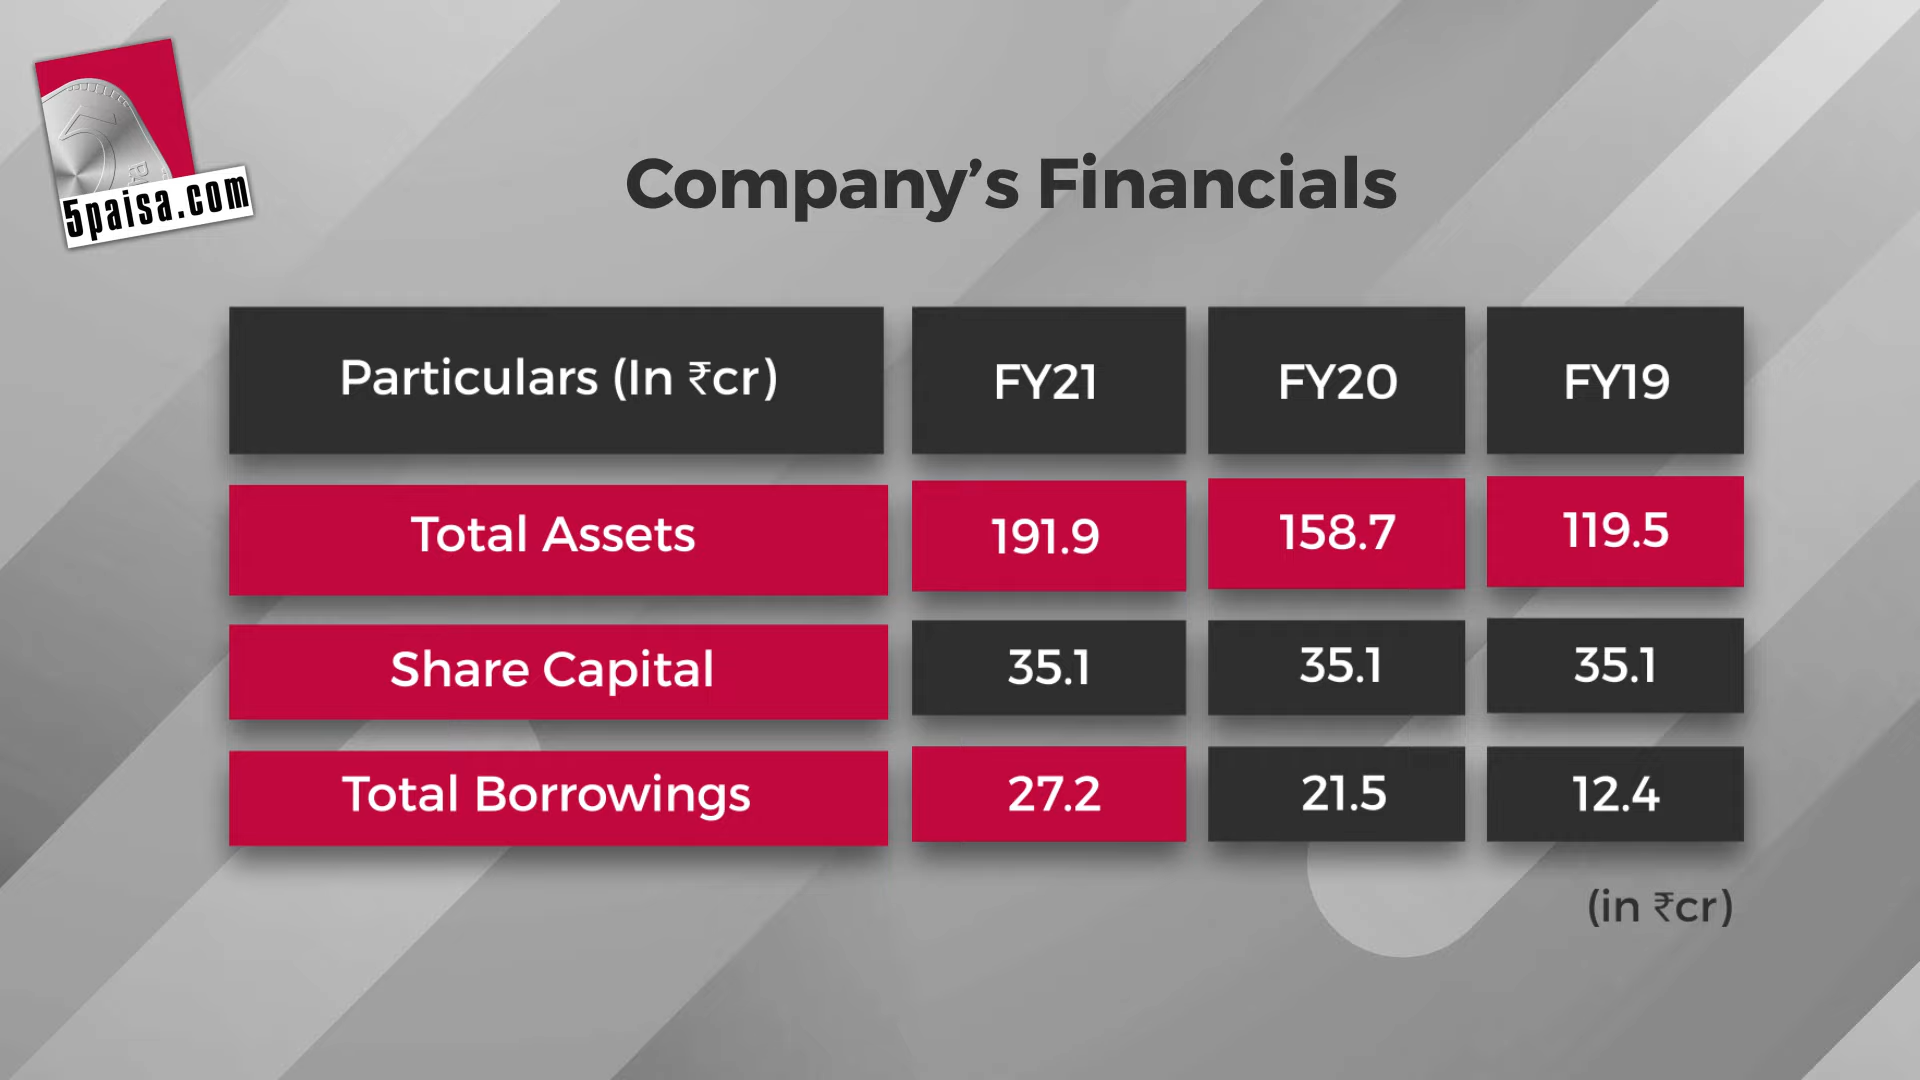 5paisa.com
Company’s Financials
Particulars (In ₹cr) FY21 FY20 FY19
Total Assets 191.9 158.7 119.5
Share Capital 35.1 35.1 35.1
Total Borrowings 27.2 21.5 12.4
(in ₹cr)